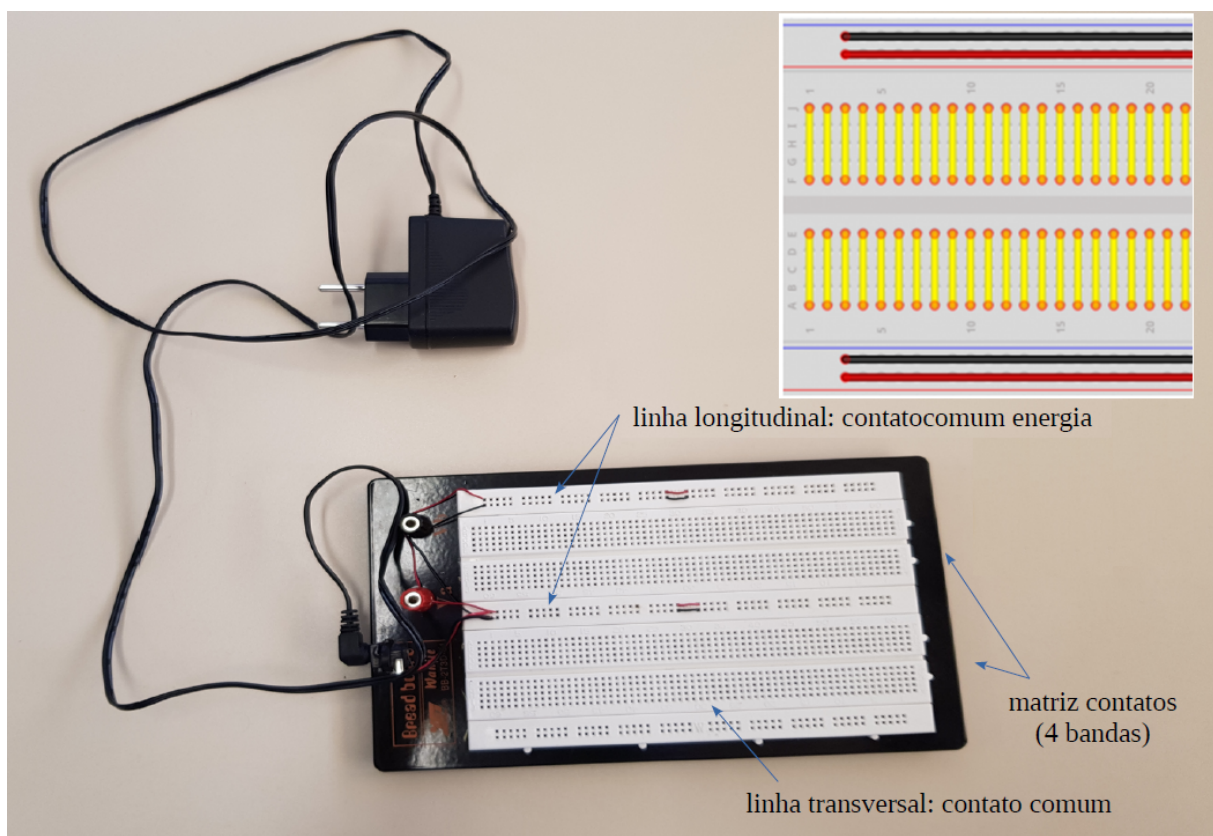 1
5
10
15
20
J
I
H
G
F
E
D
C
B
A
1
5
10
15
20
linha longitudinal: contatocomum energia
matriz contatos
(4 bandas)
linha transversal: contato comum